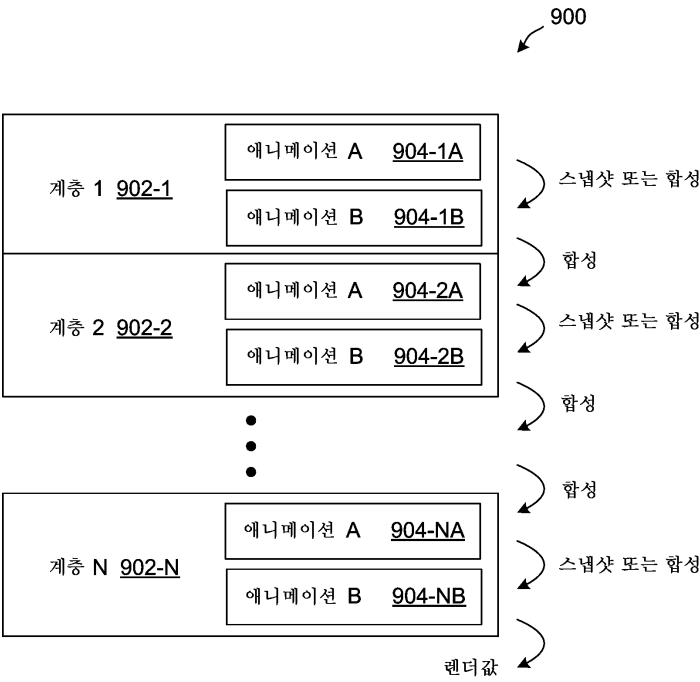 900
계층 1 902-1
애니메이션 A 904-1A
스냅샷 또는 합성
애니메이션 B 904-1B
합성
계층 2 902-2
애니메이션 A 904-2A
스냅샷 또는 합성
애니메이션 B 904-2B
합성
합성
계층 N 902-N
애니메이션 A 904-NA
스냅샷 또는 합성
애니메이션 B 904-NB
렌더값